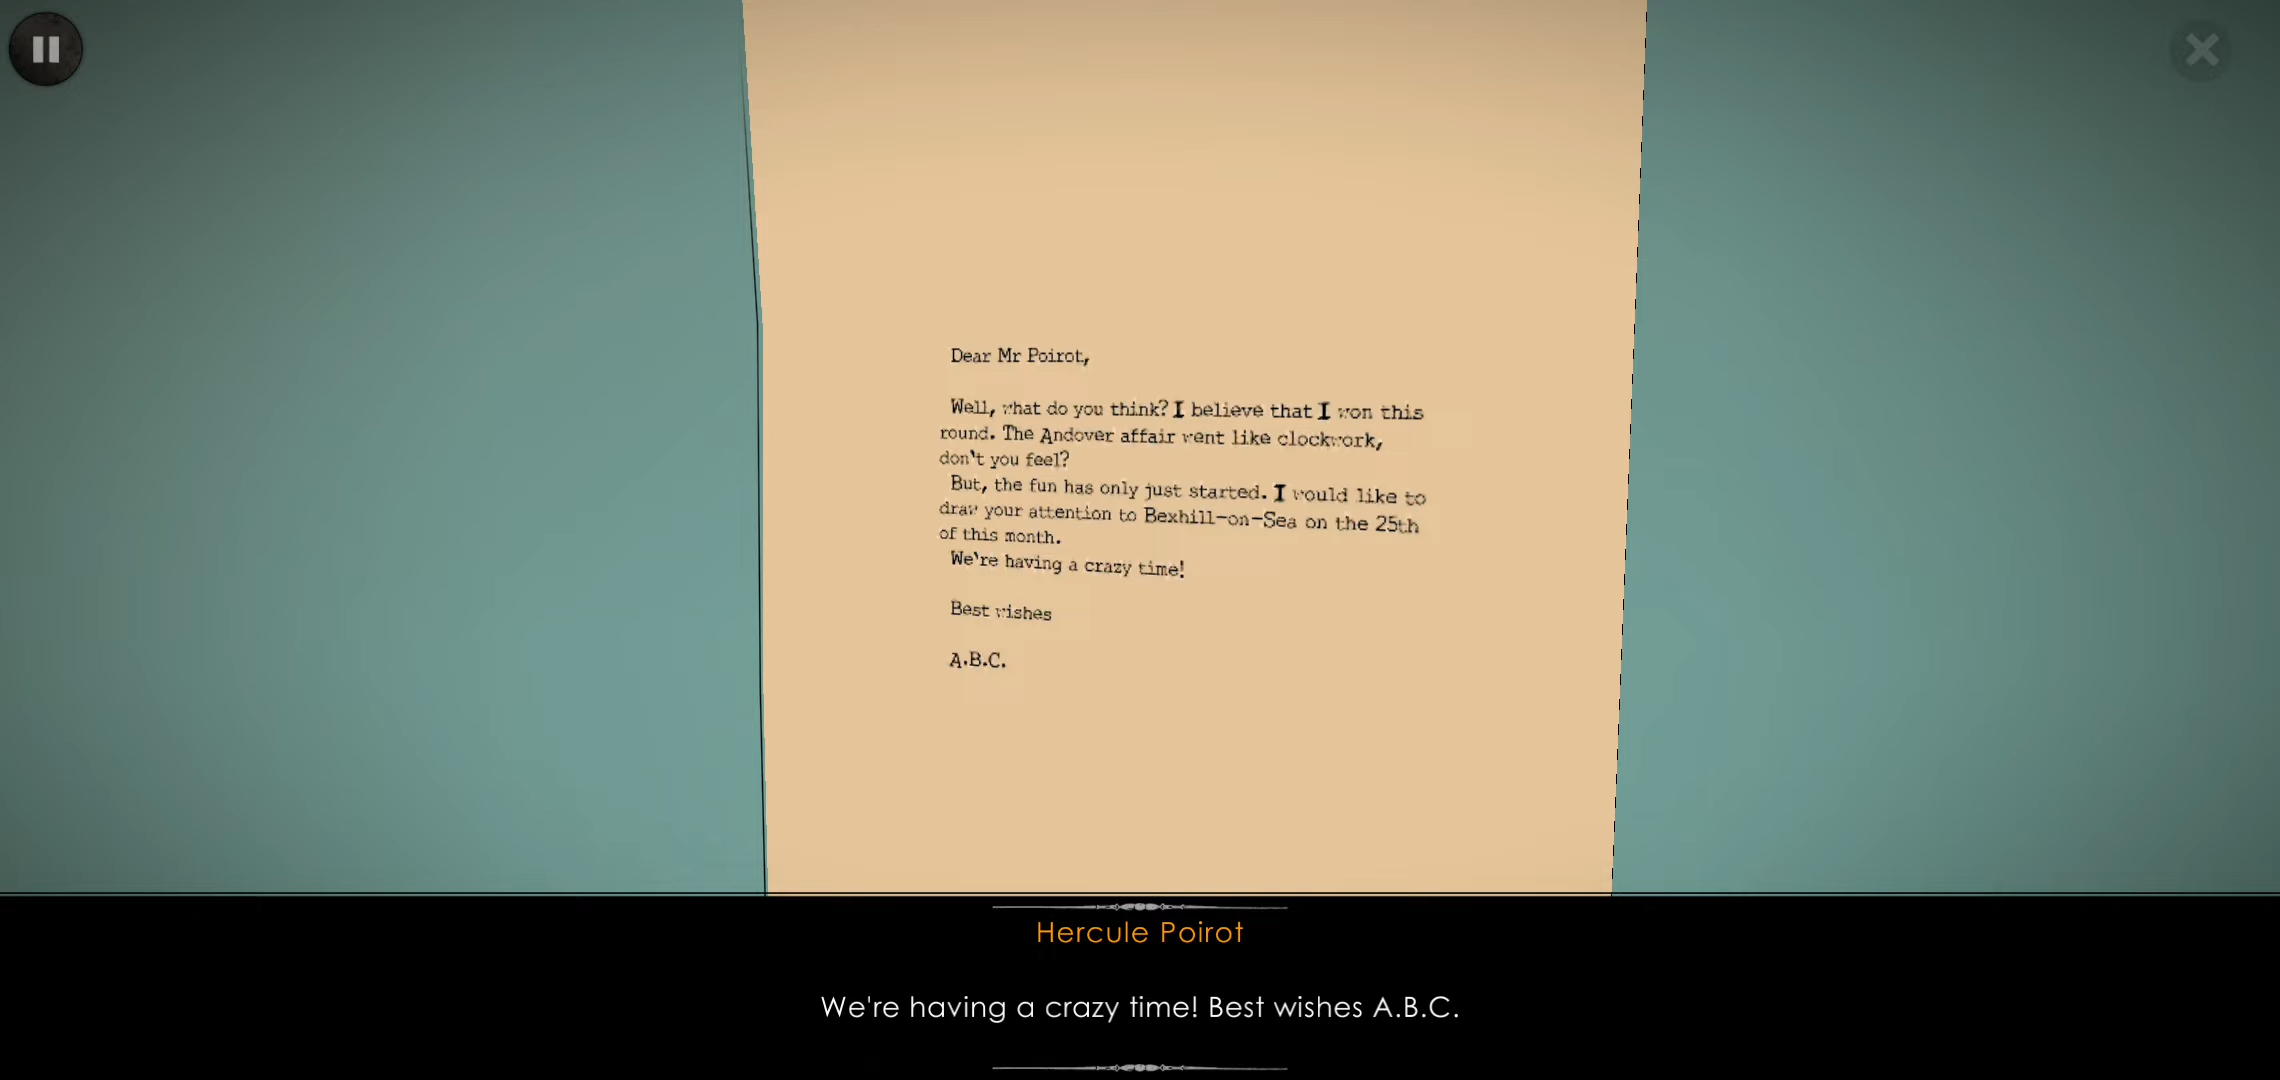 Dear Mr Poirot,
Well, what do you think? I believe that I won this
round. The Andover affair went like clockwork,
don't you feel?
But, the fun has only just started. I would like to
draw your attention to Bexhill-on-Sea on the 25th
of this month.
We're having a crazy time!
Best wishes
A.B.C.
Hercule Poirot
We're having a crazy time! Best wishes A.B.C.